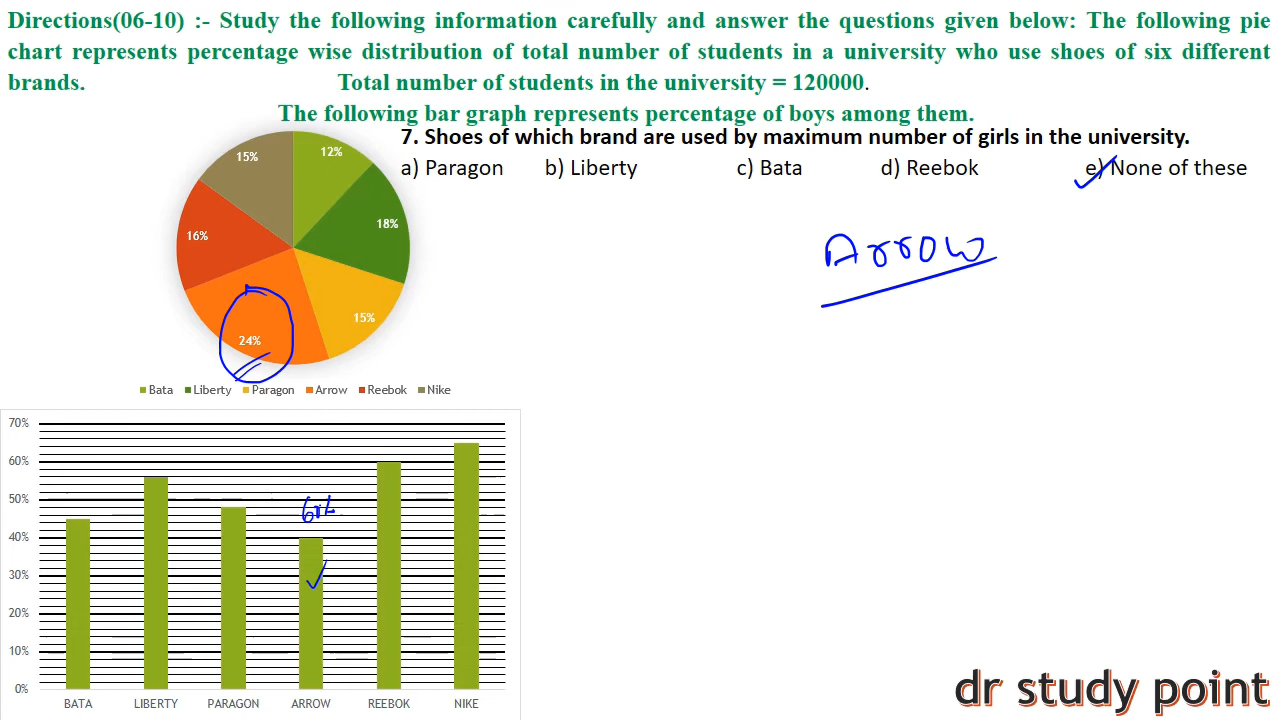 Directions(06-10) :- Study the following information carefully and answer the questions given below: The following pie
chart represents percentage wise distribution of total number of students in a university who use shoes of six different
brands. Total number of students in the university = 120000.
The following bar graph represents percentage of boys among them.
7. Shoes of which brand are used by maximum number of girls in the university.
a) Paragon b) Liberty c) Bata d) Reebok e) None of these
Arrow
15% 12%
18%
16%
15%
24%
Bata Liberty Paragon Arrow Reebok Nike
70%
60%
50%
40%
30%
20%
10%
0%
BATA LIBERTY PARAGON ARROW REEBOK NIKE
dr study point